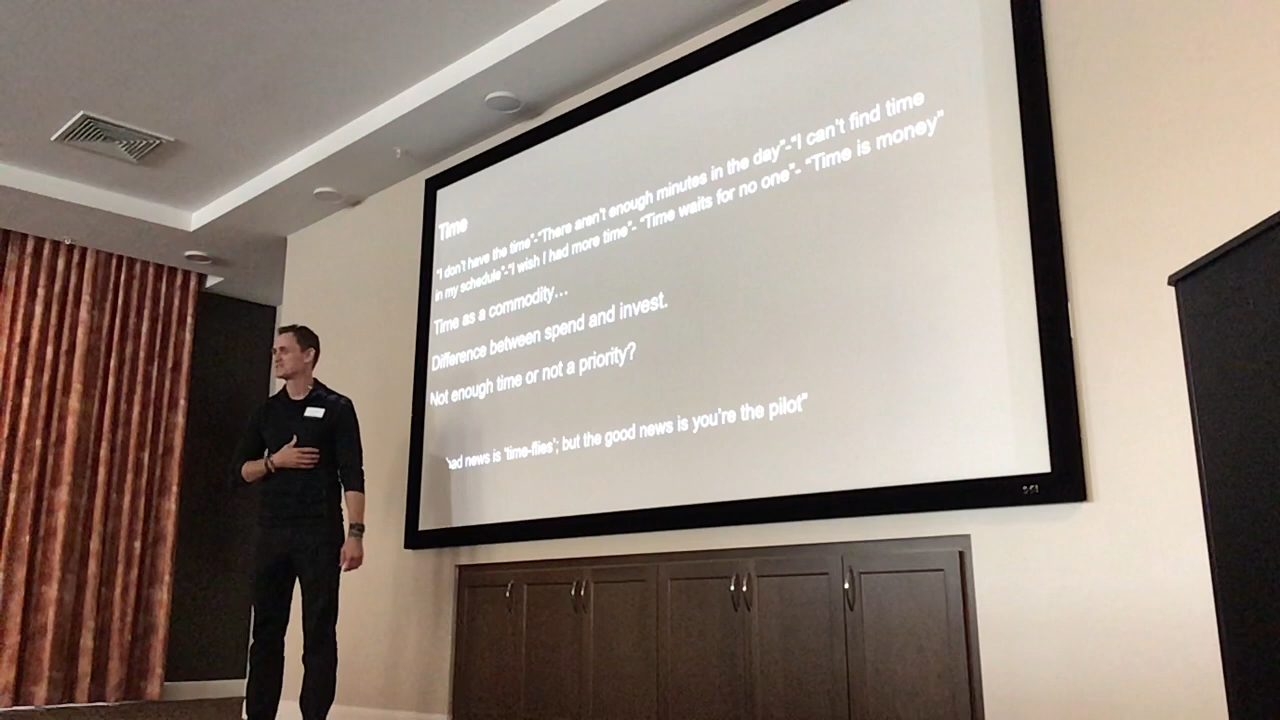 Time
"I don't have the time"-"There aren't enough minutes in the day"-"I can't find time
in my schedule"-"I wish I had more time"- "Time waits for no one"- "Time is money"
Time as a commodity…
Difference between spend and invest.
Not enough time or not a priority?
news is 'time-flies'; but the good news is you're the pilot"